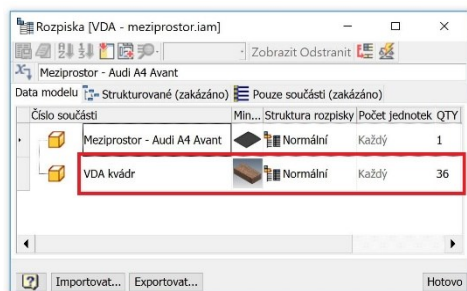 Rozpiska [VDA - meziprostor.iam]
Zobrazit Odstranit
Meziprostor - Audi A4 Avant
Data modelu Strukturované (zakázáno) Pouze součásti (zakázáno)
Číslo součásti Min... Struktura rozpisky Počet jednotek QTY
Meziprostor - Audi A4 Avant Normální Každý 1
VDA kvádr Normální Každý 36
Importovat... Exportovat... Hotovo